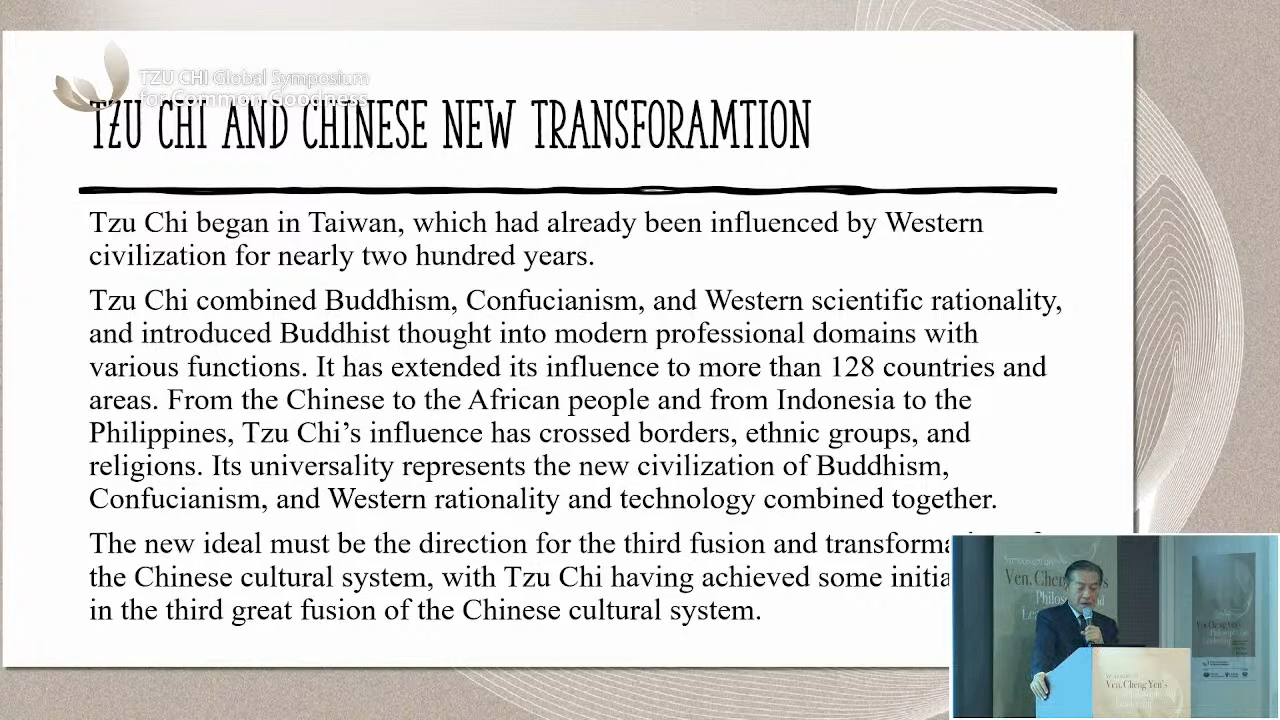 TZU CHI Global Symposium
for Common Goodness
TZU CHI AND CHINESE NEW TRANSFORAMTION
Tzu Chi began in Taiwan, which had already been influenced by Western
civilization for nearly two hundred years.
Tzu Chi combined Buddhism, Confucianism, and Western scientific rationality,
and introduced Buddhist thought into modern professional domains with
various functions. It has extended its influence to more than 128 countries and
areas. From the Chinese to the African people and from Indonesia to the
Philippines, Tzu Chi’s influence has crossed borders, ethnic groups, and
religions. Its universality represents the new civilization of Buddhism,
Confucianism, and Western rationality and technology combined together.
The new ideal must be the direction for the third fusion and transforma
the Chinese cultural system, with Tzu Chi having achieved some initia
in the third great fusion of the Chinese cultural system.
Ven. Chen
Ven. Cheng Yen's